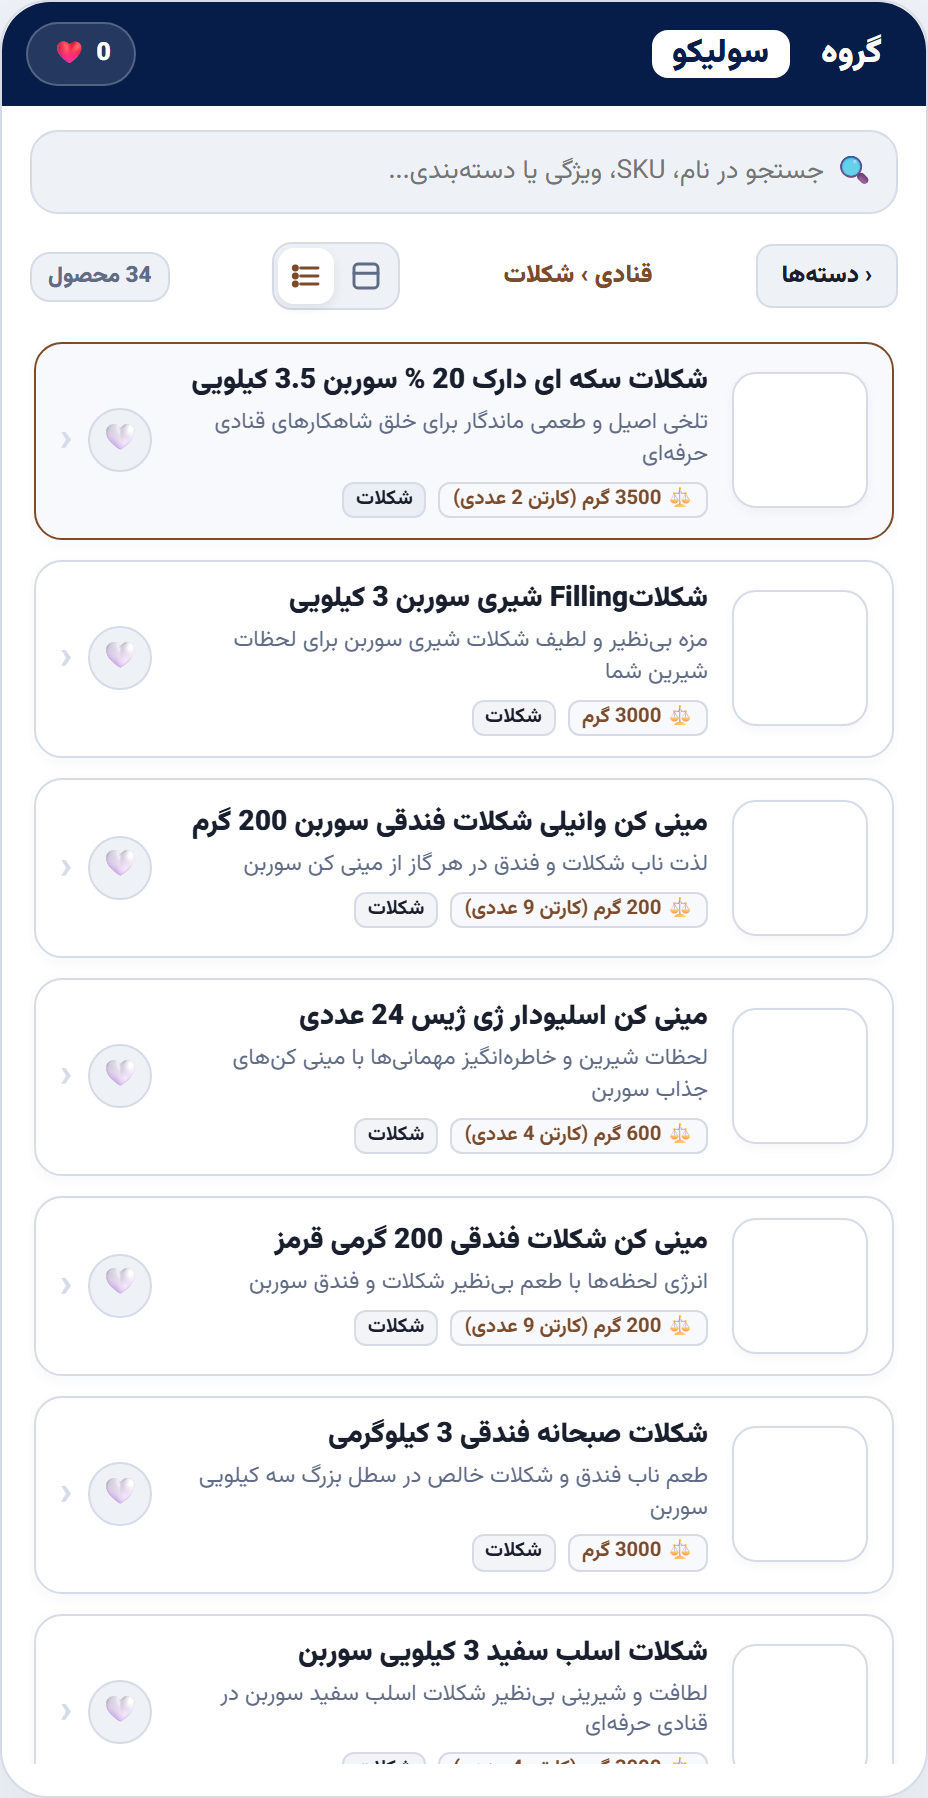 گروه سولیکو
0
جستجو در نام، SKU، ویژگی یا دسته‌بندی...
‹ دسته‌ها
قنادی › شکلات
34 محصول
شکلات سکه ای دارک 20 % سوربن 3.5 کیلویی
تلخی اصیل و طعمی ماندگار برای خلق شاهکارهای قنادی
حرفه‌ای
3500 گرم (کارتن 2 عددی)
شکلات
شکلاتFilling شیری سوربن 3 کیلویی
مزه بی‌نظیر و لطیف شکلات شیری سوربن برای لحظات
شیرین شما
3000 گرم
شکلات
مینی کن وانیلی شکلات فندقی سوربن 200 گرم
لذت ناب شکلات و فندق در هر گاز از مینی کن سوربن
200 گرم (کارتن 9 عددی)
شکلات
مینی کن اسلیودار ژی ژیس 24 عددی
لحظات شیرین و خاطره‌انگیز مهمانی‌ها با مینی کن‌های
جذاب سوربن
600 گرم (کارتن 4 عددی)
شکلات
مینی کن شکلات فندقی 200 گرمی قرمز
انرژی لحظه‌ها با طعم بی‌نظیر شکلات و فندق سوربن
200 گرم (کارتن 9 عددی)
شکلات
شکلات صبحانه فندقی 3 کیلوگرمی
طعم ناب فندق و شکلات خالص در سطل بزرگ سه کیلویی
سوربن
3000 گرم
شکلات
شکلات اسلب سفید 3 کیلویی سوربن
لطافت و شیرینی بی‌نظیر شکلات اسلب سفید سوربن در
قنادی حرفه‌ای